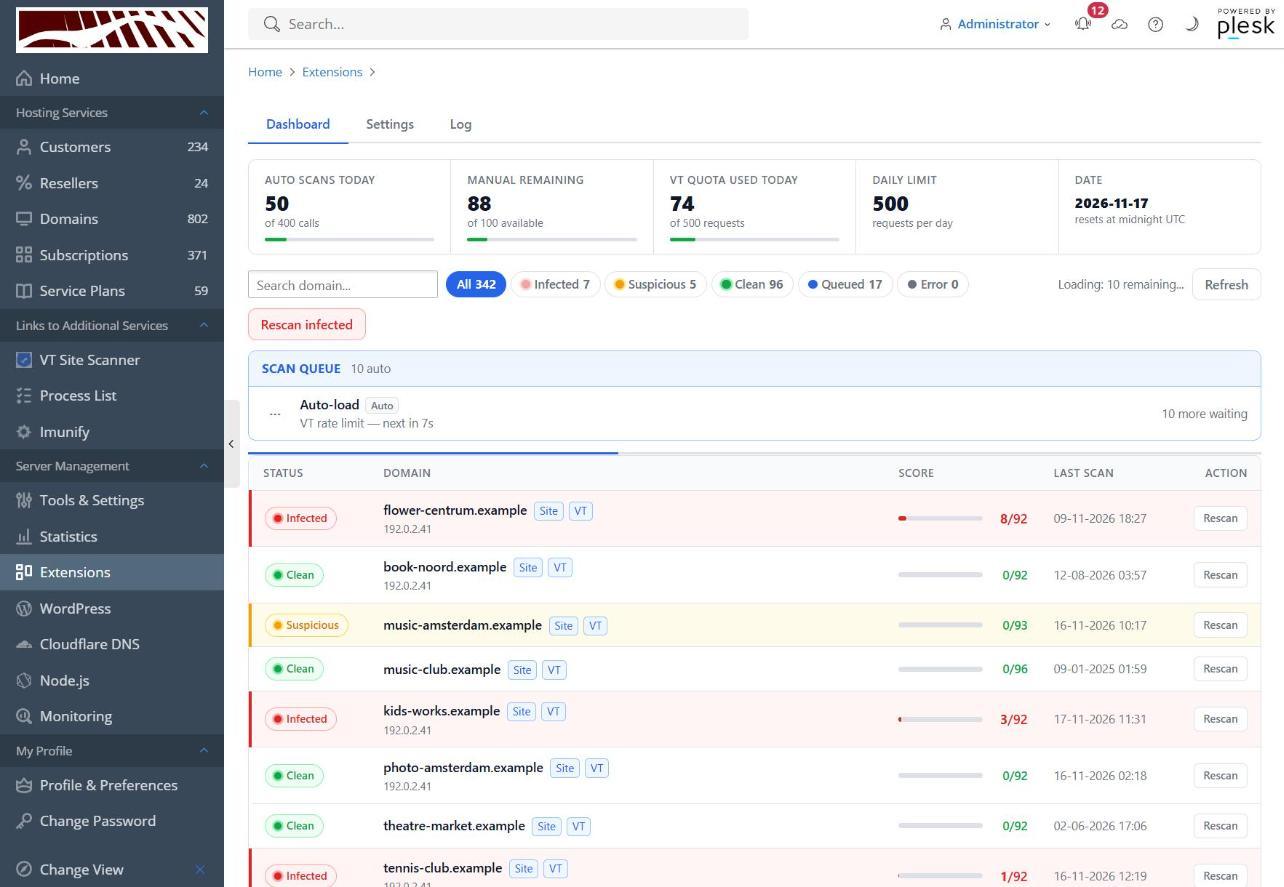 Search...
Administrator
12
POWERED BY
plesk
Home
Hosting Services
Customers 234
Resellers 24
Domains 802
Subscriptions 371
Service Plans 59
Links to Additional Services
VT Site Scanner
Process List
Imunify
Server Management
Tools & Settings
Statistics
Extensions
WordPress
Cloudflare DNS
Node.js
Monitoring
My Profile
Profile & Preferences
Change Password
Change View
Home > Extensions >
Dashboard Settings Log
AUTO SCANS TODAY
50
of 400 calls
MANUAL REMAINING
88
of 100 available
VT QUOTA USED TODAY
74
of 500 requests
DAILY LIMIT
500
requests per day
DATE
2026-11-17
resets at midnight UTC
Search domain... All 342 Infected 7 Suspicious 5 Clean 96 Queued 17 Error 0 Loading: 10 remaining... Refresh
Rescan infected
SCAN QUEUE 10 auto
... Auto-load Auto
VT rate limit — next in 7s
10 more waiting
STATUS DOMAIN SCORE LAST SCAN ACTION
Infected flower-centrum.example Site VT 8/92 09-11-2026 18:27 Rescan
192.0.2.41
Clean book-noord.example Site VT 0/92 12-08-2026 03:57 Rescan
192.0.2.41
Suspicious music-amsterdam.example Site VT 0/93 16-11-2026 10:17 Rescan
Clean music-club.example Site VT 0/96 09-01-2025 01:59 Rescan
Infected kids-works.example Site VT 3/92 17-11-2026 11:31 Rescan
192.0.2.41
Clean photo-amsterdam.example Site VT 0/92 16-11-2026 02:18 Rescan
192.0.2.41
Clean theatre-market.example Site VT 0/92 02-06-2026 17:06 Rescan
Infected tennis-club.example Site VT 1/92 16-11-2026 12:19 Rescan
192.0.2.41